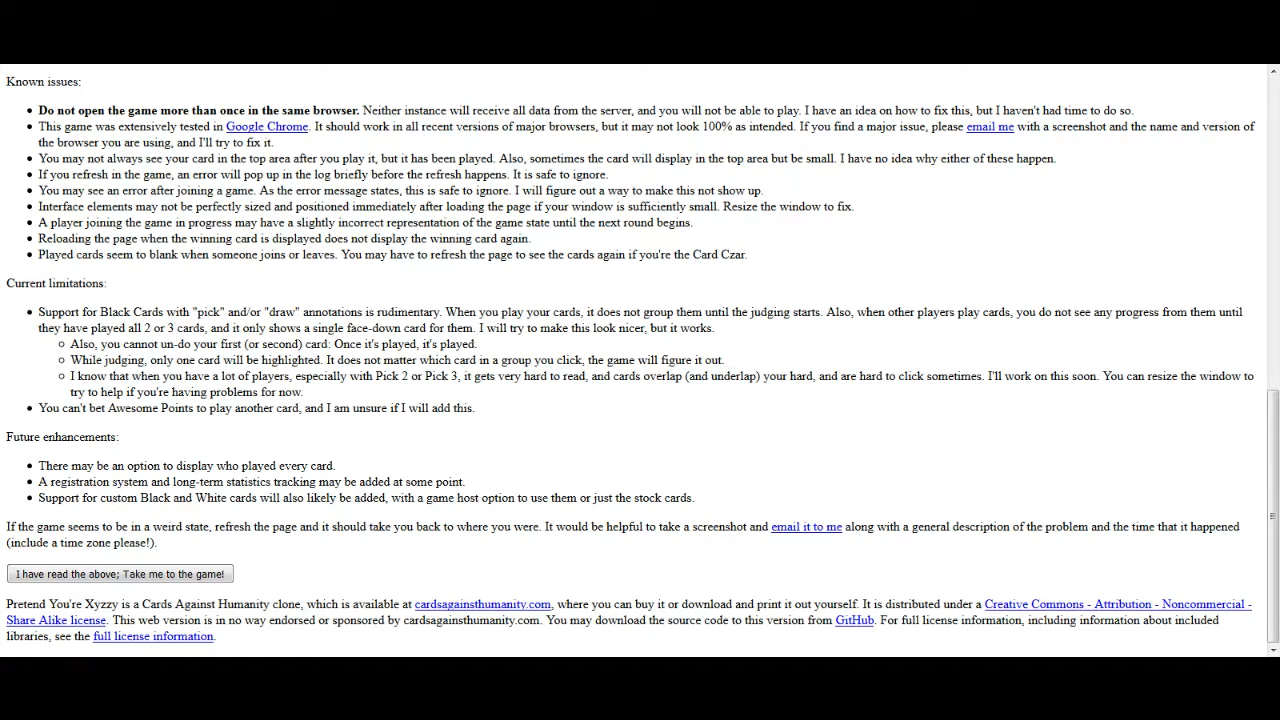 Known issues:
Do not open the game more than once in the same browser. Neither instance will receive all data from the server, and you will not be able to play. I have an idea on how to fix this, but I haven't had time to do so.
This game was extensively tested in Google Chrome. It should work in all recent versions of major browsers, but it may not look 100% as intended. If you find a major issue, please email me with a screenshot and the name and version of
the browser you are using, and I'll try to fix it.
You may not always see your card in the top area after you play it, but it has been played. Also, sometimes the card will display in the top area but be small. I have no idea why either of these happen.
If you refresh in the game, an error will pop up in the log briefly before the refresh happens. It is safe to ignore.
You may see an error after joining a game. As the error message states, this is safe to ignore. I will figure out a way to make this not show up.
Interface elements may not be perfectly sized and positioned immediately after loading the page if your window is sufficiently small. Resize the window to fix.
A player joining the game in progress may have a slightly incorrect representation of the game state until the next round begins.
Reloading the page when the winning card is displayed does not display the winning card again.
Played cards seem to blank when someone joins or leaves. You may have to refresh the page to see the cards again if you're the Card Czar.
Current limitations:
Support for Black Cards with "pick" and/or "draw" annotations is rudimentary. When you play your cards, it does not group them until the judging starts. Also, when other players play cards, you do not see any progress from them until
they have played all 2 or 3 cards, and it only shows a single face-down card for them. I will try to make this look nicer, but it works.
Also, you cannot un-do your first (or second) card: Once it's played, it's played.
While judging, only one card will be highlighted. It does not matter which card in a group you click, the game will figure it out.
I know that when you have a lot of players, especially with Pick 2 or Pick 3, it gets very hard to read, and cards overlap (and underlap) your hard, and are hard to click sometimes. I'll work on this soon. You can resize the window to
try to help if you're having problems for now.
You can't bet Awesome Points to play another card, and I am unsure if I will add this.
Future enhancements:
There may be an option to display who played every card.
A registration system and long-term statistics tracking may be added at some point.
Support for custom Black and White cards will also likely be added, with a game host option to use them or just the stock cards.
If the game seems to be in a weird state, refresh the page and it should take you back to where you were. It would be helpful to take a screenshot and email it to me along with a general description of the problem and the time that it happened
(include a time zone please!).
I have read the above; Take me to the game!
Pretend You're Xyzzy is a Cards Against Humanity clone, which is available at cardsagainsthumanity.com, where you can buy it or download and print it out yourself. It is distributed under a Creative Commons - Attribution - Noncommercial -
Share Alike license. This web version is in no way endorsed or sponsored by cardsagainsthumanity.com. You may download the source code to this version from GitHub. For full license information, including information about included
libraries, see the full license information.